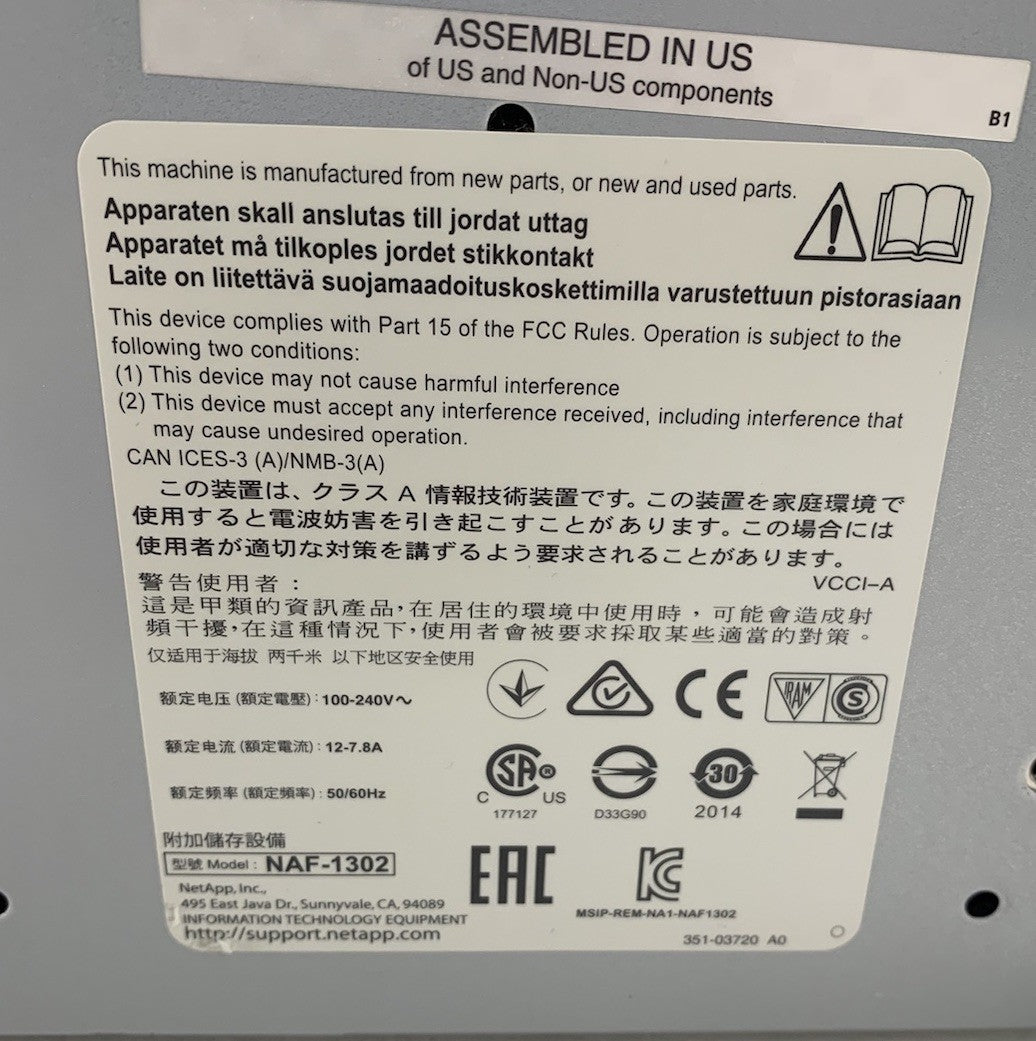 ASSEMBLED IN US
of US and Non-US components
B1
This machine is manufactured from new parts, or new and used parts.
Apparaten skall anslutas till jordat uttag
Apparatet må tilkoples jordet stikkontakt
Laite on liitettävä suojamaadoituskoskettimilla varustettuun pistorasiaan
This device complies with Part 15 of the FCC Rules. Operation is subject to the
following two conditions:
(1) This device may not cause harmful interference
(2) This device must accept any interference received, including interference that
may cause undesired operation.
CAN ICES-3 (A)/NMB-3(A)
この装置は、クラス A 情報技術装置です。この装置を家庭環境で
使用すると電波妨害を引き起こすことがあります。この場合には
使用者が適切な対策を講ずるよう要求されることがあります。
VCCI-A
警告使用者：
這是甲類的資訊產品，在居住的環境中使用時，可能會造成射
頻干擾，在這種情況下，使用者會被要求採取某些適當的對策。
仅适用于海拔 两千米 以下地区安全使用
额定电压 (額定電壓) : 100-240V~
CE
IRAM S
额定电流 (額定電流) : 12-7.8A
C SA ® US
177127
D33G90
30
2014
额定频率 (額定頻率) : 50/60Hz
附加儲存設備
型號 Model : NAF-1302
EAC
KC
NetApp, Inc.,
495 East Java Dr., Sunnyvale, CA, 94089
INFORMATION TECHNOLOGY EQUIPMENT
http://support.netapp.com
MSIP-REM-NA1-NAF1302
351-03720 A0